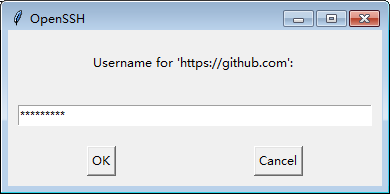 OpenSSH
Username for 'https://github.com':
*********
OK
Cancel